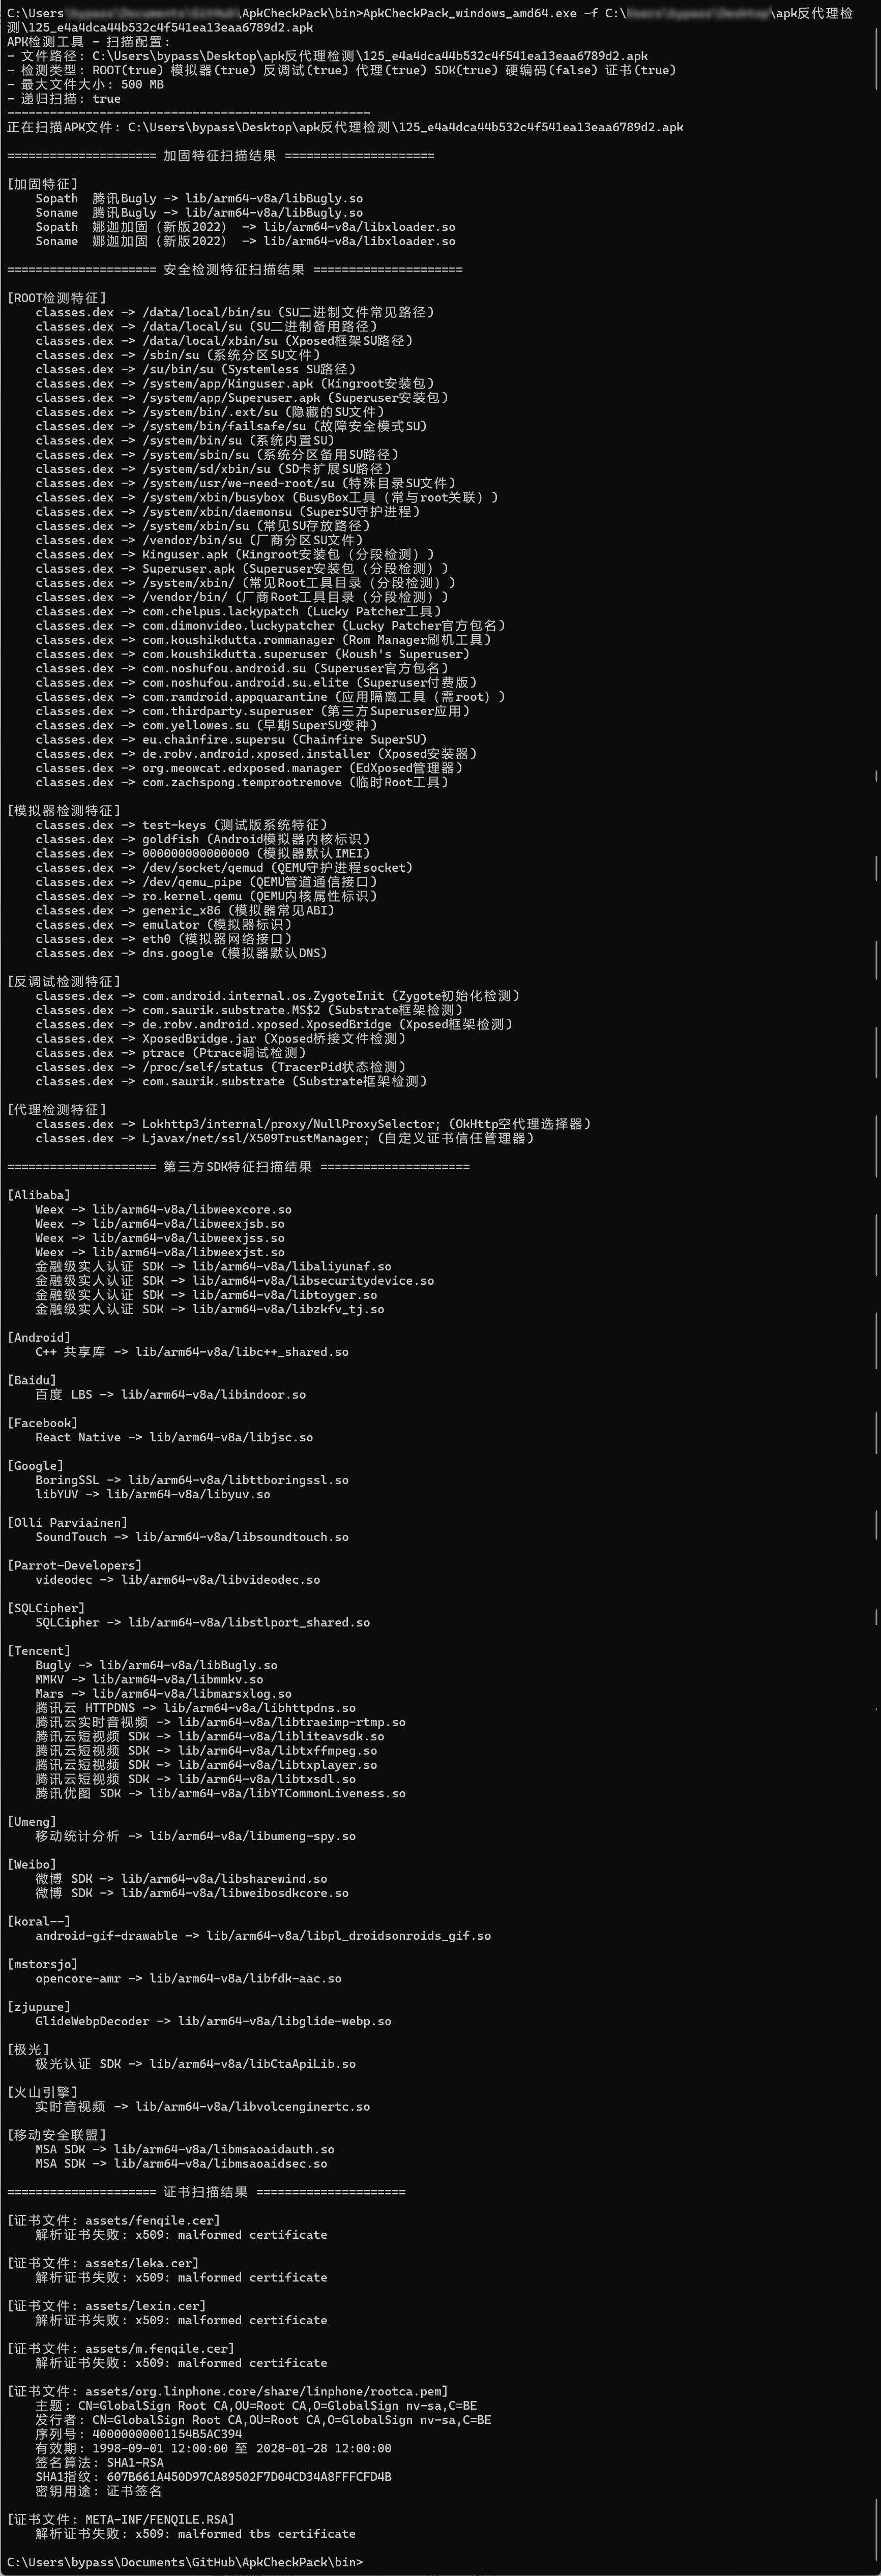 C:\Users ApkCheckPack\bin>ApkCheckPack_windows_amd64.exe -f C:\ \apk反代理检
测\125_e4a4dca44b532c4f541ea13eaa6789d2.apk
APK检测工具 - 扫描配置:
- 文件路径: C:\Users\bypass\Desktop\apk反代理检测\125_e4a4dca44b532c4f541ea13eaa6789d2.apk
- 检测类型: ROOT(true) 模拟器(true) 反调试(true) 代理(true) SDK(true) 硬编码(false) 证书(true)
- 最大文件大小: 500 MB
- 递归扫描: true
---------------------------------------------------
正在扫描APK文件: C:\Users\bypass\Desktop\apk反代理检测\125_e4a4dca44b532c4f541ea13eaa6789d2.apk
===================== 加固特征扫描结果 =====================
[加固特征]
Sopath 腾讯Bugly -> lib/arm64-v8a/libBugly.so
Soname 腾讯Bugly -> lib/arm64-v8a/libBugly.so
Sopath 娜迦加固（新版2022） -> lib/arm64-v8a/libxloader.so
Soname 娜迦加固（新版2022） -> lib/arm64-v8a/libxloader.so
===================== 安全检测特征扫描结果 =====================
[ROOT检测特征]
classes.dex -> /data/local/bin/su (SU二进制文件常见路径)
classes.dex -> /data/local/su (SU二进制备用路径)
classes.dex -> /data/local/xbin/su (Xposed框架SU路径)
classes.dex -> /sbin/su (系统分区SU文件)
classes.dex -> /su/bin/su (Systemless SU路径)
classes.dex -> /system/app/Kinguser.apk (Kingroot安装包)
classes.dex -> /system/app/Superuser.apk (Superuser安装包)
classes.dex -> /system/bin/.ext/su (隐藏的SU文件)
classes.dex -> /system/bin/failsafe/su (故障安全模式SU)
classes.dex -> /system/bin/su (系统内置SU)
classes.dex -> /system/sbin/su (系统分区备用SU路径)
classes.dex -> /system/sd/xbin/su (SD卡扩展SU路径)
classes.dex -> /system/usr/we-need-root/su (特殊目录SU文件)
classes.dex -> /system/xbin/busybox (BusyBox工具（常与root关联）)
classes.dex -> /system/xbin/daemonsu (SuperSU守护进程)
classes.dex -> /system/xbin/su (常见SU存放路径)
classes.dex -> /vendor/bin/su (厂商分区SU文件)
classes.dex -> Kinguser.apk (Kingroot安装包（分段检测）)
classes.dex -> Superuser.apk (Superuser安装包（分段检测）)
classes.dex -> /system/xbin/ (常见Root工具目录（分段检测）)
classes.dex -> /vendor/bin/ (厂商Root工具目录（分段检测）)
classes.dex -> com.chelpus.lackypatch (Lucky Patcher工具)
classes.dex -> com.dimonvideo.luckypatcher (Lucky Patcher官方包名)
classes.dex -> com.koushikdutta.rommanager (Rom Manager刷机工具)
classes.dex -> com.koushikdutta.superuser (Koush's Superuser)
classes.dex -> com.noshufou.android.su (Superuser官方包名)
classes.dex -> com.noshufou.android.su.elite (Superuser付费版)
classes.dex -> com.ramdroid.appquarantine (应用隔离工具（需root）)
classes.dex -> com.thirdparty.superuser (第三方Superuser应用)
classes.dex -> com.yellowes.su (早期SuperSU变种)
classes.dex -> eu.chainfire.supersu (Chainfire SuperSU)
classes.dex -> de.robv.android.xposed.installer (Xposed安装器)
classes.dex -> org.meowcat.edxposed.manager (EdXposed管理器)
classes.dex -> com.zachspong.temprootremove (临时Root工具)
[模拟器检测特征]
classes.dex -> test-keys (测试版系统特征)
classes.dex -> goldfish (Android模拟器内核标识)
classes.dex -> 000000000000000 (模拟器默认IMEI)
classes.dex -> /dev/socket/qemud (QEMU守护进程socket)
classes.dex -> /dev/qemu_pipe (QEMU管道通信接口)
classes.dex -> ro.kernel.qemu (QEMU内核属性标识)
classes.dex -> generic_x86 (模拟器常见ABI)
classes.dex -> emulator (模拟器标识)
classes.dex -> eth0 (模拟器网络接口)
classes.dex -> dns.google (模拟器默认DNS)
[反调试检测特征]
classes.dex -> com.android.internal.os.ZygoteInit (Zygote初始化检测)
classes.dex -> com.saurik.substrate.MS$2 (Substrate框架检测)
classes.dex -> de.robv.android.xposed.XposedBridge (Xposed框架检测)
classes.dex -> XposedBridge.jar (Xposed桥接文件检测)
classes.dex -> ptrace (Ptrace调试检测)
classes.dex -> /proc/self/status (TracerPid状态检测)
classes.dex -> com.saurik.substrate (Substrate框架检测)
[代理检测特征]
classes.dex -> Lokhttp3/internal/proxy/NullProxySelector; (OkHttp空代理选择器)
classes.dex -> Ljavax/net/ssl/X509TrustManager; (自定义证书信任管理器)
===================== 第三方SDK特征扫描结果 =====================
[Alibaba]
Weex -> lib/arm64-v8a/libweexcore.so
Weex -> lib/arm64-v8a/libweexjsb.so
Weex -> lib/arm64-v8a/libweexjss.so
Weex -> lib/arm64-v8a/libweexjst.so
金融级实人认证 SDK -> lib/arm64-v8a/libaliyunaf.so
金融级实人认证 SDK -> lib/arm64-v8a/libsecuritydevice.so
金融级实人认证 SDK -> lib/arm64-v8a/libtoyger.so
金融级实人认证 SDK -> lib/arm64-v8a/libzkfv_tj.so
[Android]
C++ 共享库 -> lib/arm64-v8a/libc++_shared.so
[Baidu]
百度 LBS -> lib/arm64-v8a/libindoor.so
[Facebook]
React Native -> lib/arm64-v8a/libjsc.so
[Google]
BoringSSL -> lib/arm64-v8a/libttboringssl.so
libYUV -> lib/arm64-v8a/libyuv.so
[Olli Parviainen]
SoundTouch -> lib/arm64-v8a/libsoundtouch.so
[Parrot-Developers]
videodec -> lib/arm64-v8a/libvideodec.so
[SQLCipher]
SQLCipher -> lib/arm64-v8a/libstlport_shared.so
[Tencent]
Bugly -> lib/arm64-v8a/libBugly.so
MMKV -> lib/arm64-v8a/libmmkv.so
Mars -> lib/arm64-v8a/libmarsxlog.so
腾讯云 HTTPDNS -> lib/arm64-v8a/libhttpdns.so
腾讯云实时音视频 -> lib/arm64-v8a/libtraeimp-rtmp.so
腾讯云短视频 SDK -> lib/arm64-v8a/libliteavsdk.so
腾讯云短视频 SDK -> lib/arm64-v8a/libtxffmpeg.so
腾讯云短视频 SDK -> lib/arm64-v8a/libtxplayer.so
腾讯云短视频 SDK -> lib/arm64-v8a/libtxsdl.so
腾讯优图 SDK -> lib/arm64-v8a/libYTCommonLiveness.so
[Umeng]
移动统计分析 -> lib/arm64-v8a/libumeng-spy.so
[Weibo]
微博 SDK -> lib/arm64-v8a/libsharewind.so
微博 SDK -> lib/arm64-v8a/libweibosdkcore.so
[koral--]
android-gif-drawable -> lib/arm64-v8a/libpl_droidsonroids_gif.so
[mstorsjo]
opencore-amr -> lib/arm64-v8a/libfdk-aac.so
[zjupure]
GlideWebpDecoder -> lib/arm64-v8a/libglide-webp.so
[极光]
极光认证 SDK -> lib/arm64-v8a/libCtaApiLib.so
[火山引擎]
实时音视频 -> lib/arm64-v8a/libvolcenginertc.so
[移动安全联盟]
MSA SDK -> lib/arm64-v8a/libmsaoaidauth.so
MSA SDK -> lib/arm64-v8a/libmsaoaidsec.so
===================== 证书扫描结果 =====================
[证书文件: assets/fenqile.cer]
解析证书失败: x509: malformed certificate
[证书文件: assets/leka.cer]
解析证书失败: x509: malformed certificate
[证书文件: assets/lexin.cer]
解析证书失败: x509: malformed certificate
[证书文件: assets/m.fenqile.cer]
解析证书失败: x509: malformed certificate
[证书文件: assets/org.linphone.core/share/linphone/rootca.pem]
主题: CN=GlobalSign Root CA,OU=Root CA,O=GlobalSign nv-sa,C=BE
发行者: CN=GlobalSign Root CA,OU=Root CA,O=GlobalSign nv-sa,C=BE
序列号: 40000000001154B5AC394
有效期: 1998-09-01 12:00:00 至 2028-01-28 12:00:00
签名算法: SHA1-RSA
SHA1指纹: 607B661A450D97CA89502F7D04CD34A8FFFCFD4B
密钥用途: 证书签名
[证书文件: META-INF/FENQILE.RSA]
解析证书失败: x509: malformed tbs certificate
C:\Users\bypass\Documents\GitHub\ApkCheckPack\bin>